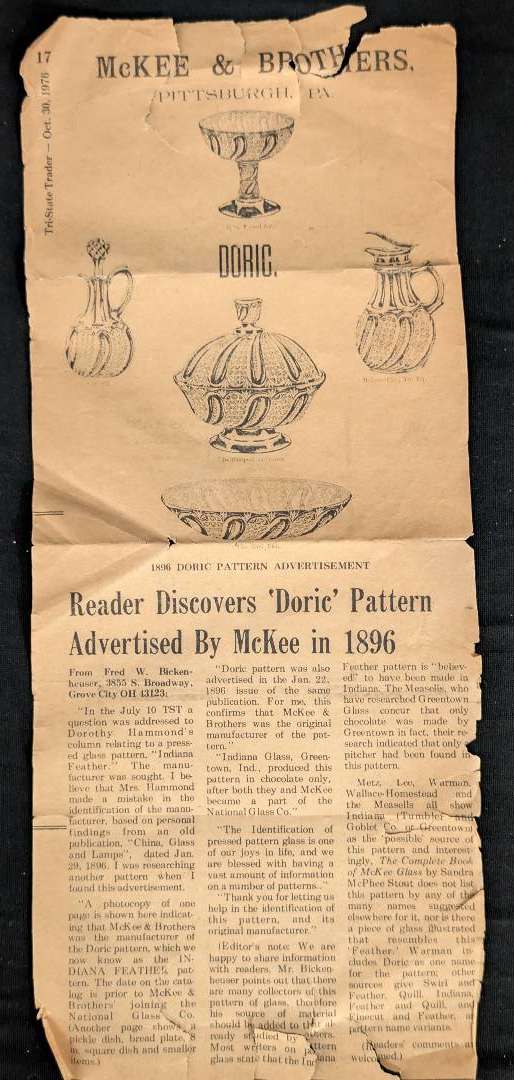 17
Tri-State Trader — Oct. 30, 1976
McKEE & BROTHERS,
PITTSBURGH, PA.
DORIC.
1896 DORIC PATTERN ADVERTISEMENT
Reader Discovers 'Doric' Pattern
Advertised By McKee in 1896
From Fred W. Bicken-
heuser, 3855 S. Broadway,
Grove City OH 43123:
"In the July 10 TST a
question was addressed to
Dorothy Hammond's
column relating to a press-
ed glass pattern, "Indiana
Feather." The manu-
facturer was sought. I be-
lieve that Mrs. Hammond
made a mistake in the
identification of the manu-
facturer, based on personal
findings from an old
publication, "China, Glass
and Lamps", dated Jan.
29, 1896. I was researching
another pattern when I
found this advertisement.
"A photocopy of one
page is shown here indicat-
ing that McKee & Brothers
was the manufacturer of
the Doric pattern, which we
now know as the IN-
DIANA FEATHER pat-
tern. The date on the cata-
log is prior to McKee &
Brothers joining the
National Glass Co.
(Another page shows a
pickle dish, bread plate, 8
in. square dish and smaller
items.)
"Doric pattern was also
advertised in the Jan. 22,
1896 issue of the same
publication. For me, this
confirms that McKee &
Brothers was the original
manufacturer of the pat-
tern."
"Indiana Glass, Green-
town, Ind., produced this
pattern in chocolate only,
after both they and McKee
became a part of the
National Glass Co."
"The Identification of
pressed pattern glass is one
of our joys in life, and we
are blessed with having a
vast amount of information
on a number of patterns."
"Thank you for letting us
help in the identification of
this pattern, and its
original manufacturer."
(Editor's note: We are
happy to share information
with readers. Mr. Bicken-
heuser points out that there
are many collectors of this
pattern of glass, therefore
his source of material
should be added to that al
ready studied by others.
Most writers on pattern
glass state that the Indiana
Feather pattern is "believ-
ed" to have been made in
Indiana. The Measells, who
have researched Greentown
Glass concur that only
chocolate was made by
Greentown in fact, their re-
search indicated that only
pitcher had been found in
this pattern.
Metz, Lee, Warman,
Wallace-Homestead and
the Measells all show
Indiana (Tumbler and
Goblet Co. or Greentown)
as the 'possible' source of
this pattern and interest-
ingly, The Complete Book
of McKee Glass by Sandra
McPhee Stout does not list
this pattern by any of the
many names suggested
elsewhere for it, nor is there
a piece of glass illustrated
that resembles this
'Feather.' Warman in-
cludes Doric as one name
for the pattern; other
sources give Swirl and
Feather, Quill, Indiana,
Feather and Quill, and
Finecut and Feather, as
pattern name variants.
(Readers' comments are
welcomed.)